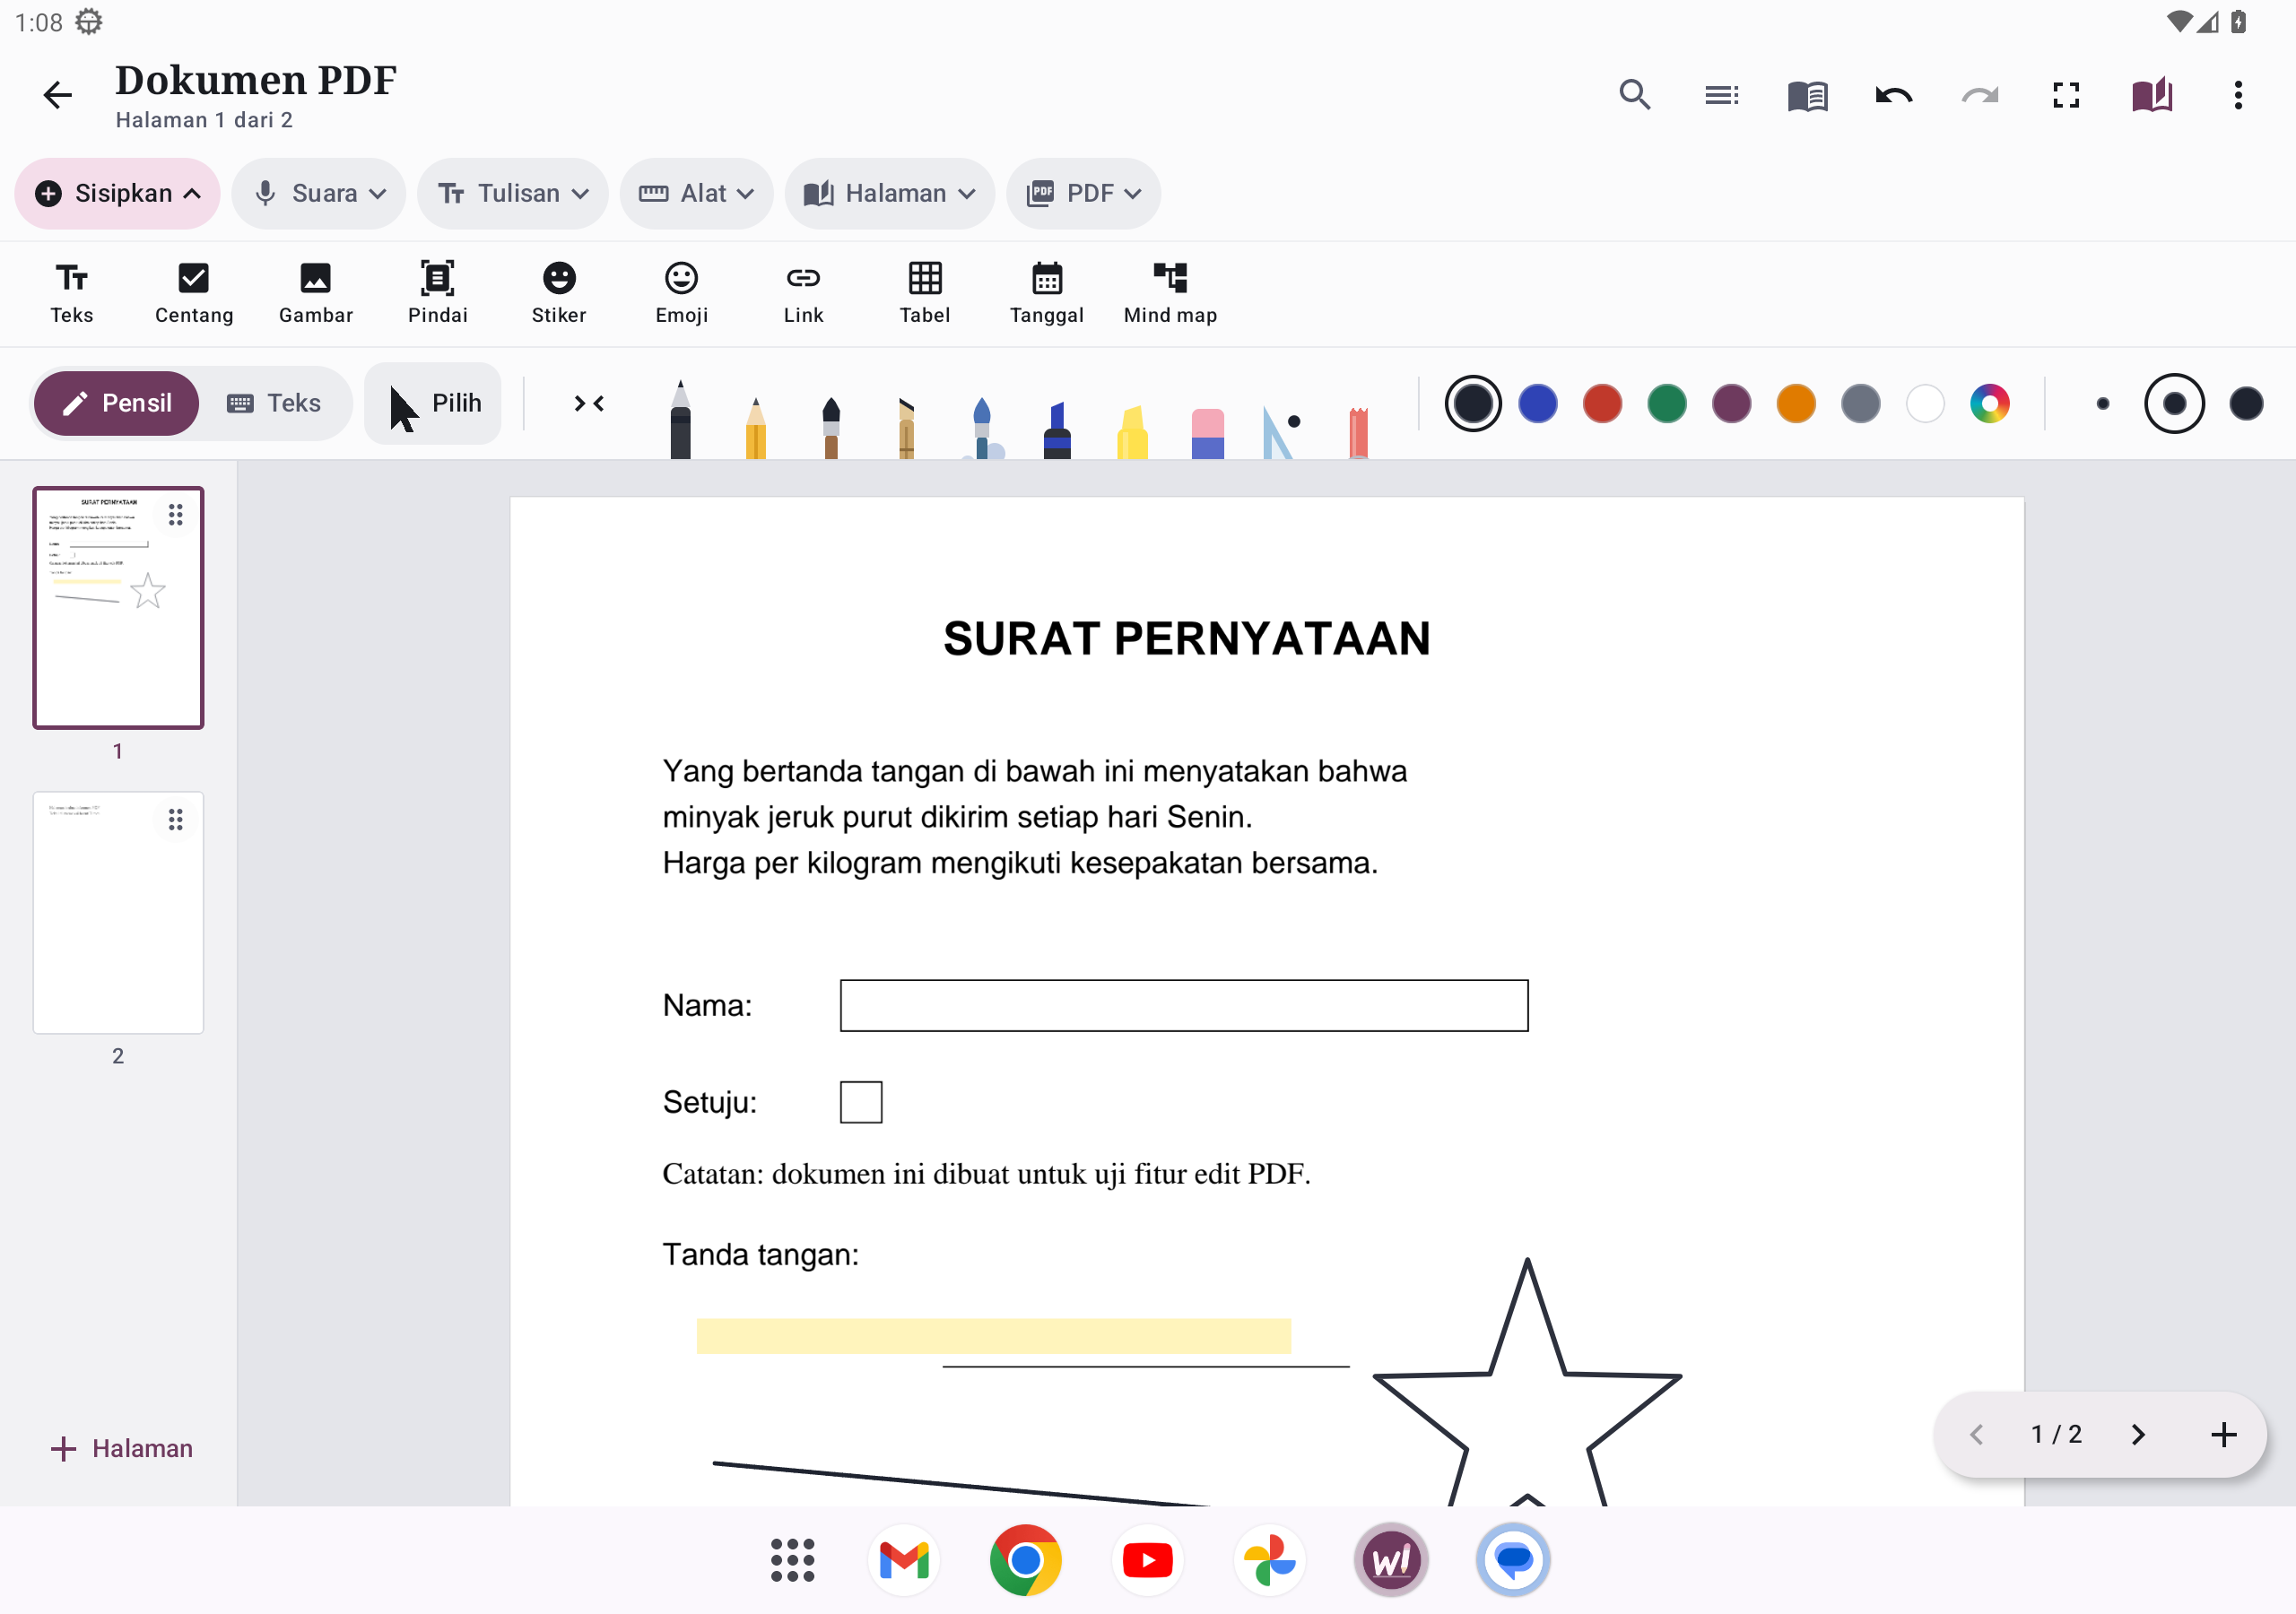 1:08
Dokumen PDF
Halaman 1 dari 2
Sisipkan Suara Tulisan Alat Halaman PDF PDF
Teks Centang Gambar Pindai Stiker Emoji Link Tabel Tanggal Mind map
Pensil Teks Pilih
SURAT PERNYATAAN
1
2
Halaman
SURAT PERNYATAAN
Yang bertanda tangan di bawah ini menyatakan bahwa
minyak jeruk purut dikirim setiap hari Senin.
Harga per kilogram mengikuti kesepakatan bersama.
Nama:
Setuju:
Catatan: dokumen ini dibuat untuk uji fitur edit PDF.
Tanda tangan:
1 / 2